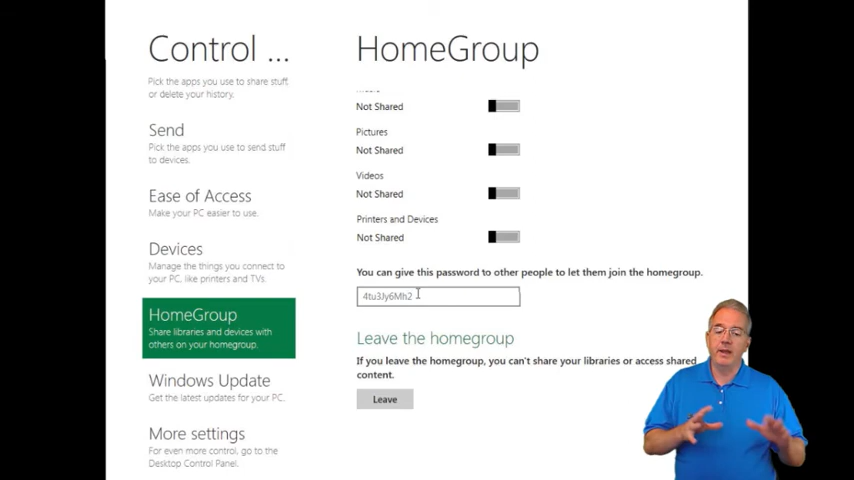 Control ...
Pick the apps you use to share stuff,
or delete your history.
Send
Pick the apps you use to send stuff
to devices.
Ease of Access
Make your PC easier to use.
Devices
Manage the things you connect to
your PC, like printers and TVs.
HomeGroup
Share libraries and devices with
others on your homegroup.
Windows Update
Get the latest updates for your PC.
More settings
For even more control, go to the
Desktop Control Panel.
HomeGroup
Not Shared
Pictures
Not Shared
Videos
Not Shared
Printers and Devices
Not Shared
You can give this password to other people to let them join the homegroup.
4tu3Jy6Mh2
Leave the homegroup
If you leave the homegroup, you can't share your libraries or access shared
content.
Leave